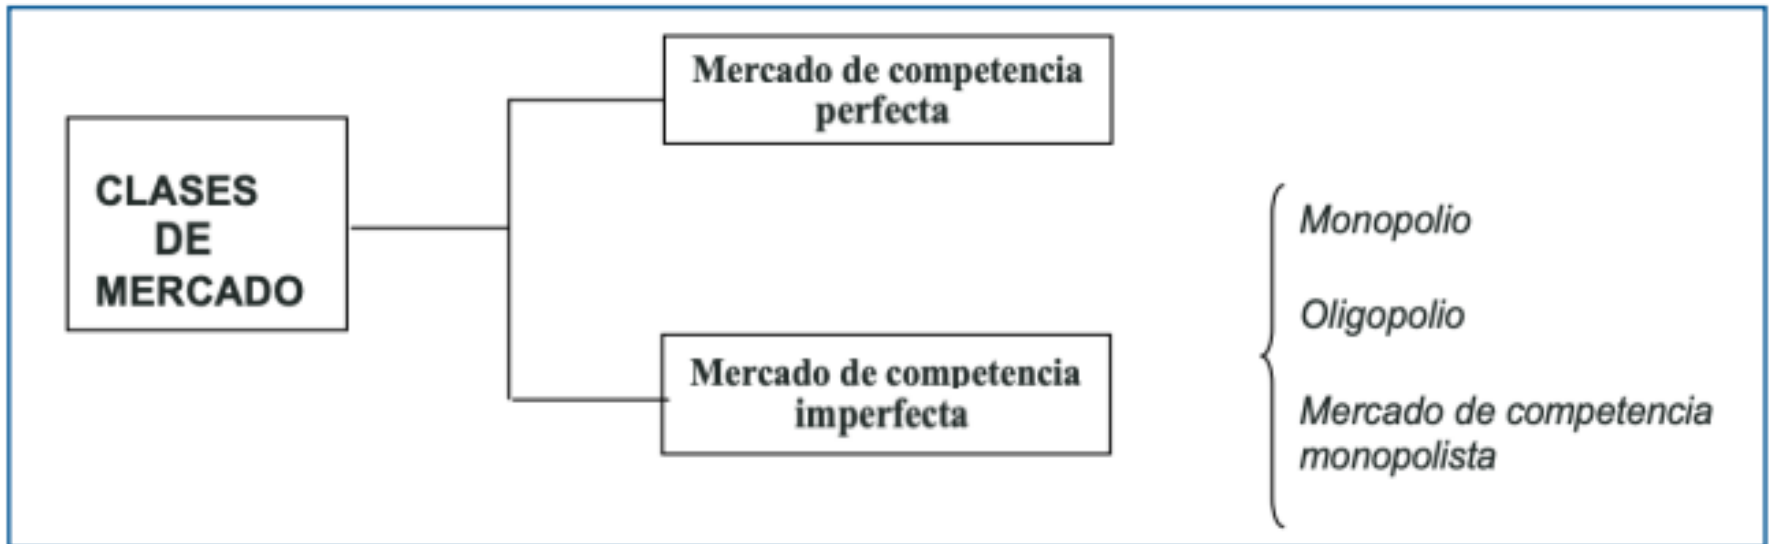 CLASES
DE
MERCADO
Mercado de competencia
perfecta
Mercado de competencia
imperfecta
Monopolio
Oligopolio
Mercado de competencia
monopolista